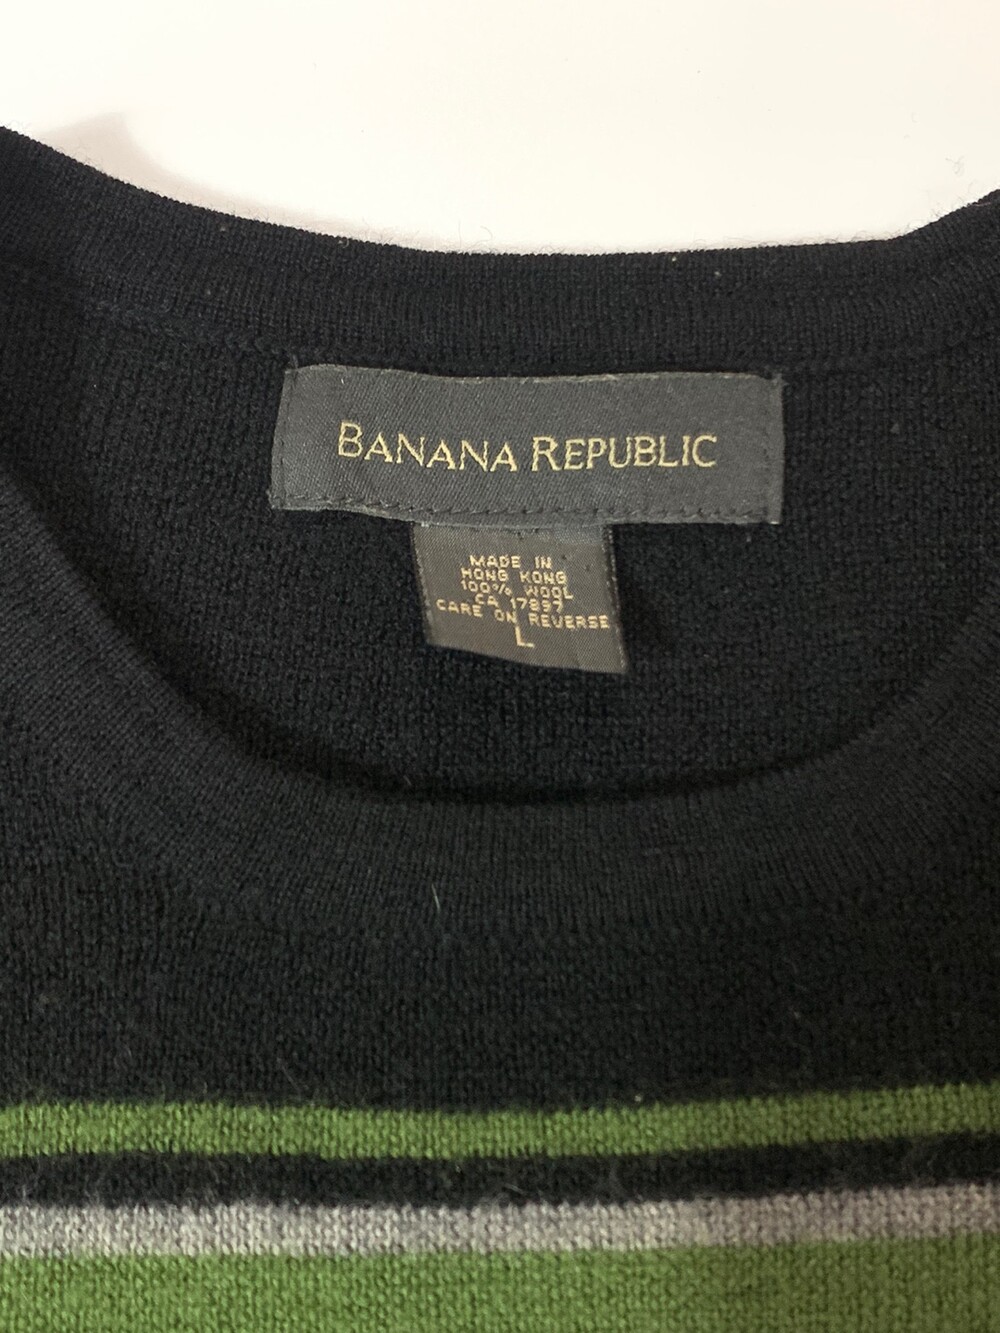 BANANA REPUBLIC
MADE IN
HONG KONG
100% WOOL
CA 17897
CARE ON REVERSE
L